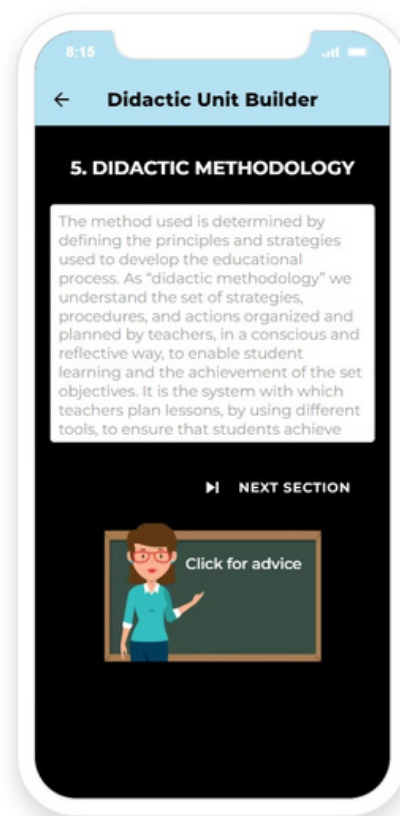 8:15
Didactic Unit Builder
5. DIDACTIC METHODOLOGY
The method used is determined by
defining the principles and strategies
used to develop the educational
process. As “didactic methodology” we
understand the set of strategies,
procedures, and actions organized and
planned by teachers, in a conscious and
reflective way, to enable student
learning and the achievement of the set
objectives. It is the system with which
teachers plan lessons, by using different
tools, to ensure that students achieve
NEXT SECTION
Click for advice